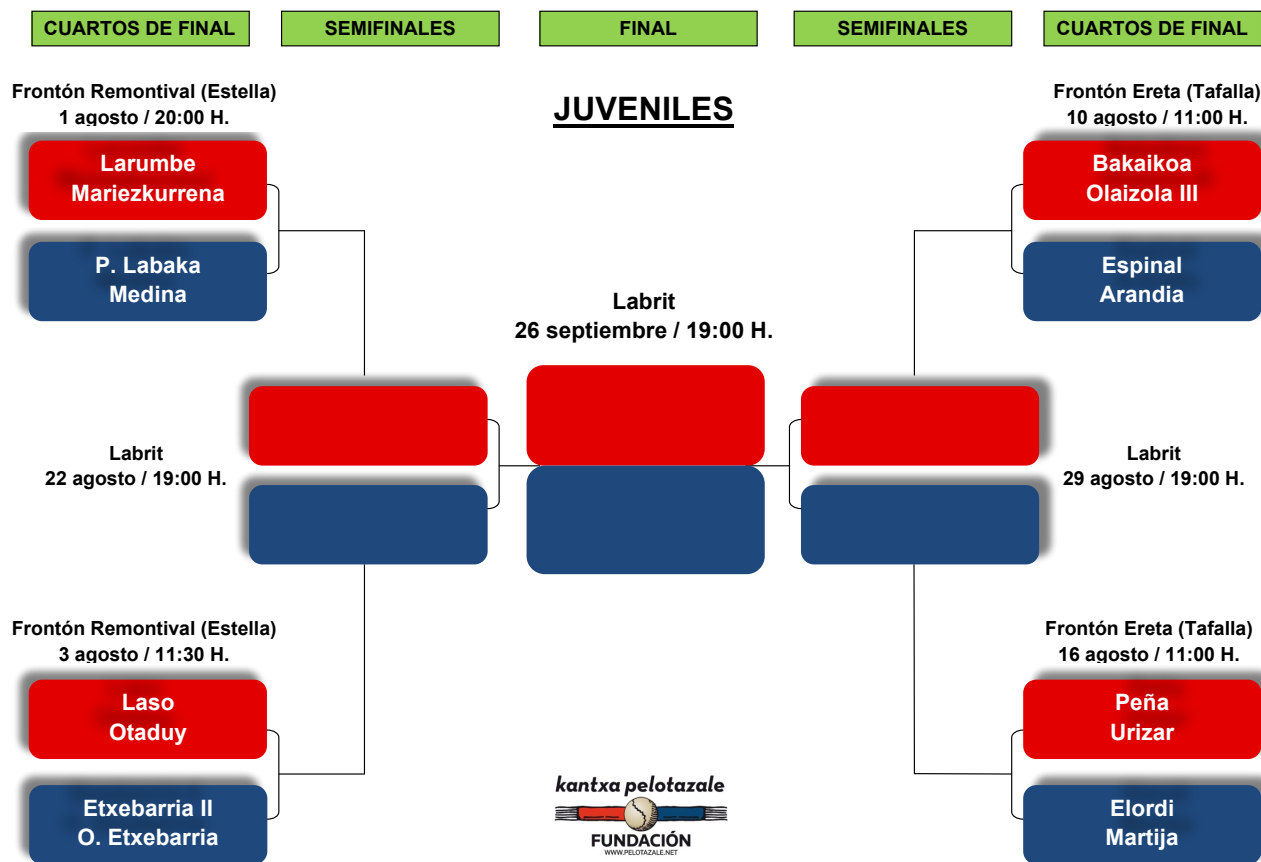 CUARTOS DE FINAL
SEMIFINALES
FINAL
SEMIFINALES
CUARTOS DE FINAL
JUVENILES
Frontón Remontival (Estella)
1 agosto / 20:00 H.
Larumbe
Mariezkurrena
P. Labaka
Medina
Frontón Ereta (Tafalla)
10 agosto / 11:00 H.
Bakaikoa
Olaizola III
Espinal
Arandia
Labrit
26 septiembre / 19:00 H.
Labrit
22 agosto / 19:00 H.
Labrit
29 agosto / 19:00 H.
Frontón Remontival (Estella)
3 agosto / 11:30 H.
Laso
Otaduy
Etxebarria II
O. Etxebarria
Frontón Ereta (Tafalla)
16 agosto / 11:00 H.
Peña
Urizar
Elordi
Martija
kantxa pelotazale
FUNDACIÓN
WWW.PELOTAZALE.NET